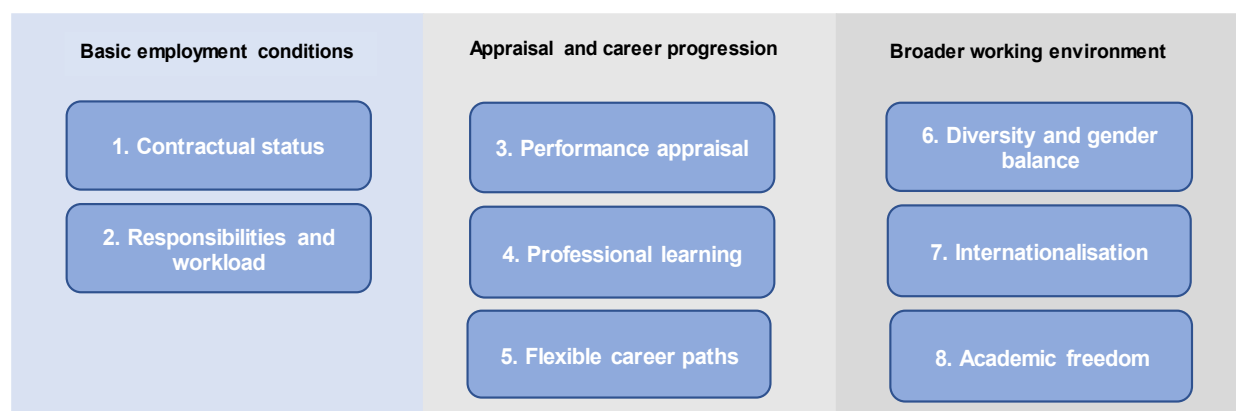 Basic employment conditions
1. Contractual status
2. Responsibilities and
workload
Appraisal and career progression
3. Performance appraisal
4. Professional learning
5. Flexible career paths
Broader working environment
6. Diversity and gender
balance
7. Internationalisation
8. Academic freedom